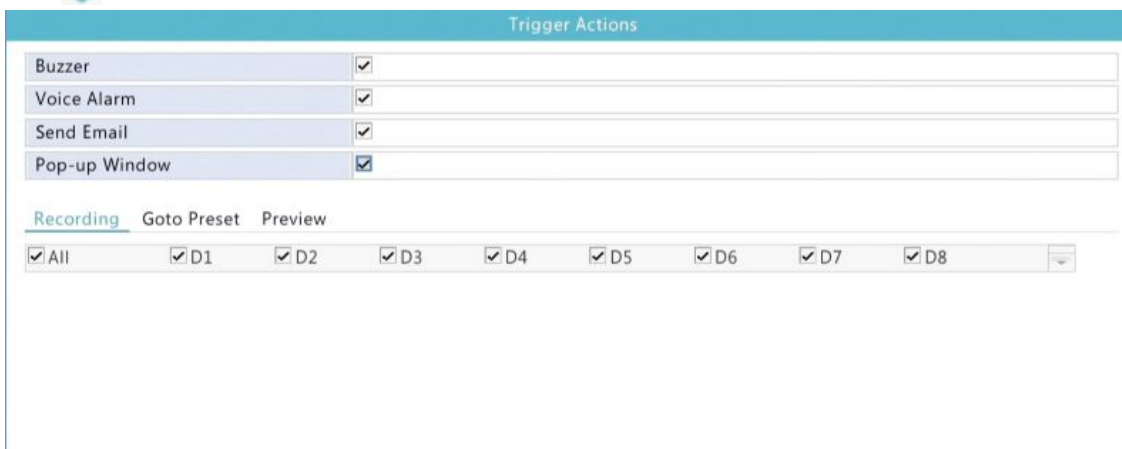 Trigger Actions
Buzzer
Voice Alarm
Send Email
Pop-up Window
Recording Goto Preset Preview
All D1 D2 D3 D4 D5 D6 D7 D8